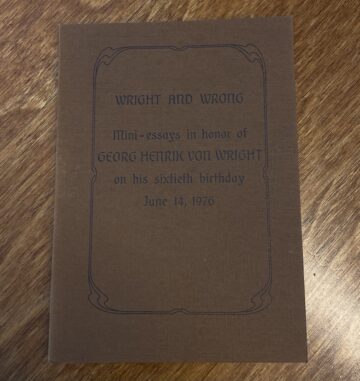 WRIGHT AND WRONG
Mini-essays in honor of
GEORG HENRIK VON WRIGHT
on his sixtieth birthday
June 14, 1976